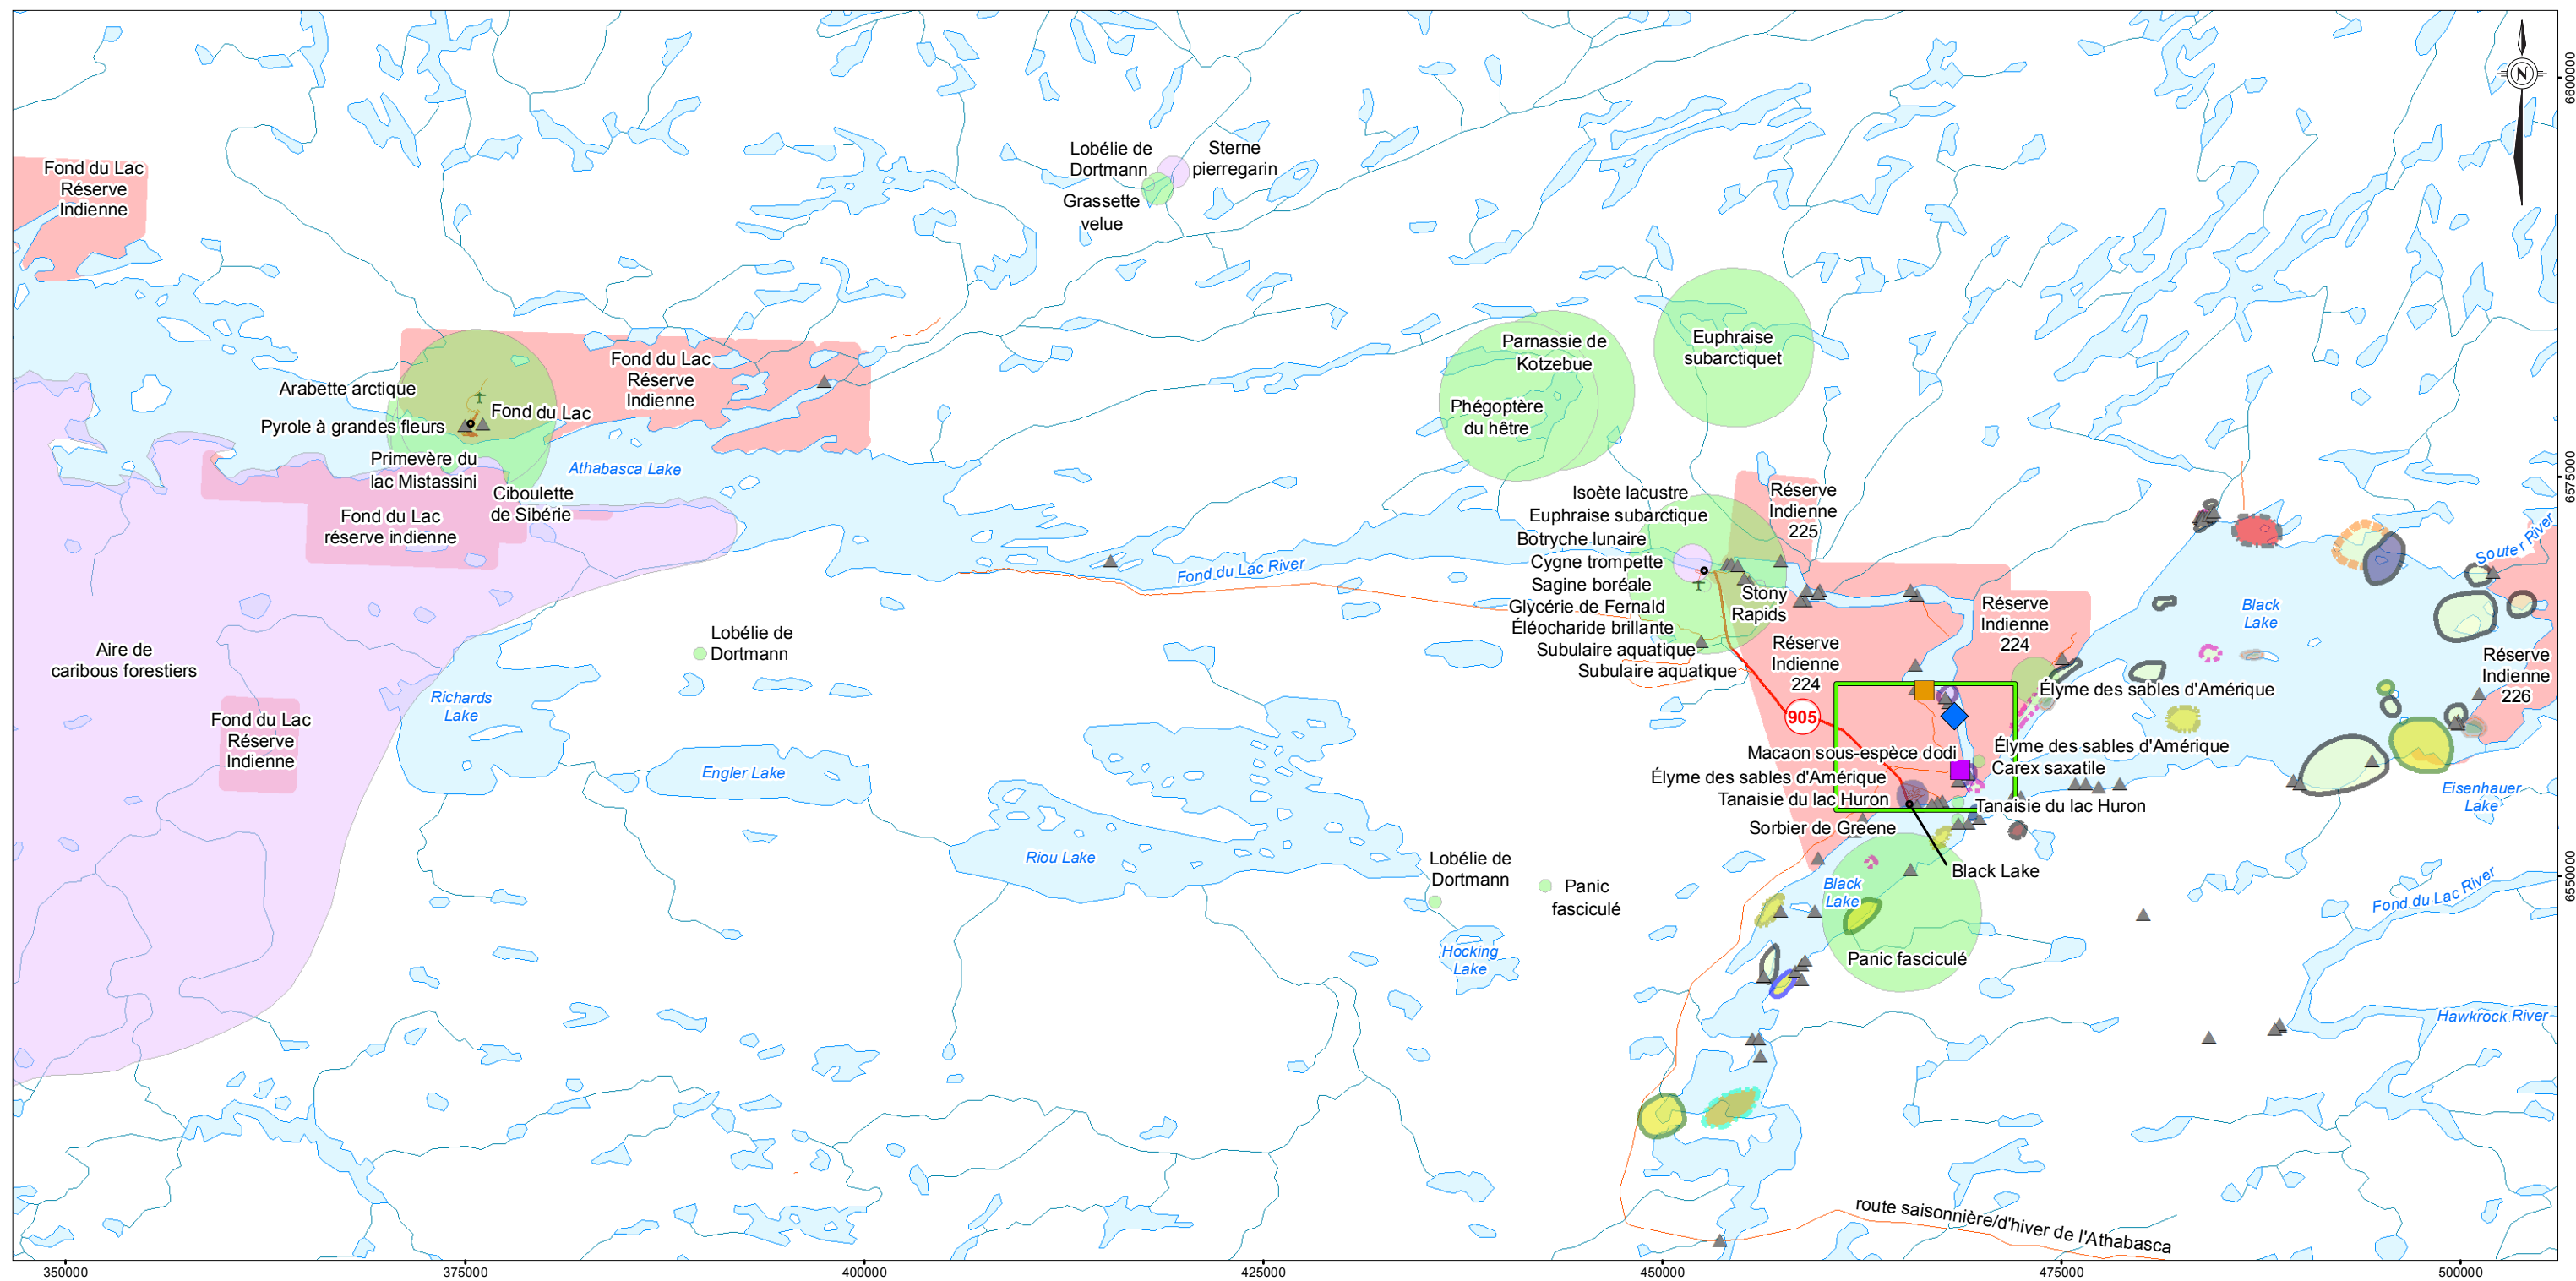 N
6600000
Lobélie de
Dortmann
Sterne
pierregarin
Grassette
velue
Fond du Lac
Réserve
Indienne
Euphraise
subarctiquet
Parnassie de
Kotzebue
Phégoptère
du hêtre
Fond du Lac
Réserve
Indienne
Arabette arctique
Fond du Lac
Pyrole à grandes fleurs
Athabasca Lake
Primevère du
lac Mistassini
Ciboulette
de Sibérie
Fond du Lac
réserve indienne
6575000
Isoète lacustre
Euphraise subarctique
Botryche lunaire
Cygne trompette
Sagine boréale
Glycérie de Fernald
Éléocharide brillante
Subulaire aquatique
Subulaire aquatique
Réserve
Indienne
225
Souter River
Fond du Lac River
Stony
Rapids
Réserve
Indienne
224
Black
Lake
Réserve
Indienne
224
Réserve
Indienne
226
Aire de
caribous forestiers
Lobélie de
Dortmann
Richards
Lake
Fond du Lac
Réserve
Indienne
Élyme des sables d'Amérique
905
Macaon sous-espèce dodi
Élyme des sables d'Amérique
Tanaisie du lac Huron
Élyme des sables d'Amérique
Carex saxatile
Tanaisie du lac Huron
Engler Lake
Eisenhauer
Lake
Sorbier de Greene
Riou Lake
Lobélie de
Dortmann
Panic
fasciculé
Black Lake
Black
Lake
6550000
Fond du Lac River
Hocking
Lake
Panic fasciculé
Hawkrock River
route saisonnière/d'hiver de l'Athabasca
350000
375000
400000
425000
450000
475000
500000